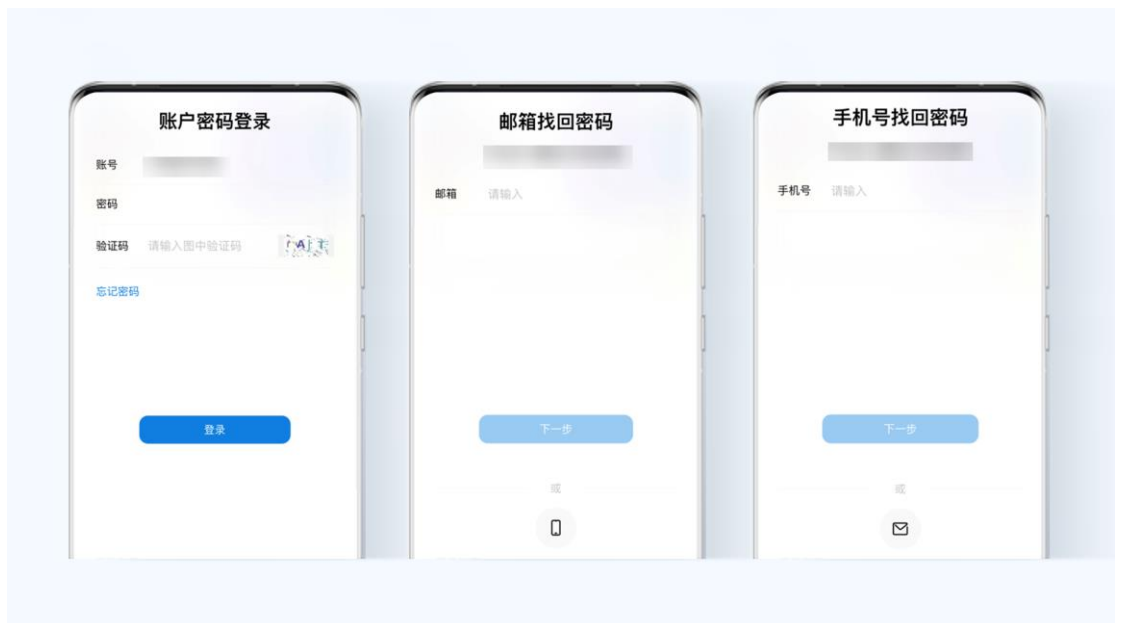 账户密码登录
账号
密码
验证码 请输入图中验证码
忘记密码
登录
邮箱找回密码
邮箱 请输入
下一步
或
手机号找回密码
手机号 请输入
下一步
或